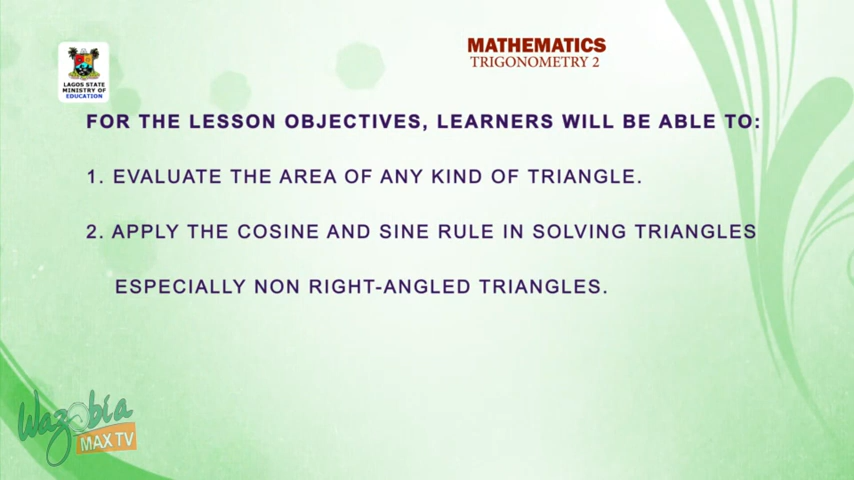 MATHEMATICS
TRIGONOMETRY 2
LAGOS STATE
MINISTRY OF
EDUCATION
FOR THE LESSON OBJECTIVES, LEARNERS WILL BE ABLE TO:
1. EVALUATE THE AREA OF ANY KIND OF TRIANGLE.
2. APPLY THE COSINE AND SINE RULE IN SOLVING TRIANGLES
ESPECIALLY NON RIGHT-ANGLED TRIANGLES.
Wazobia
MAX TV